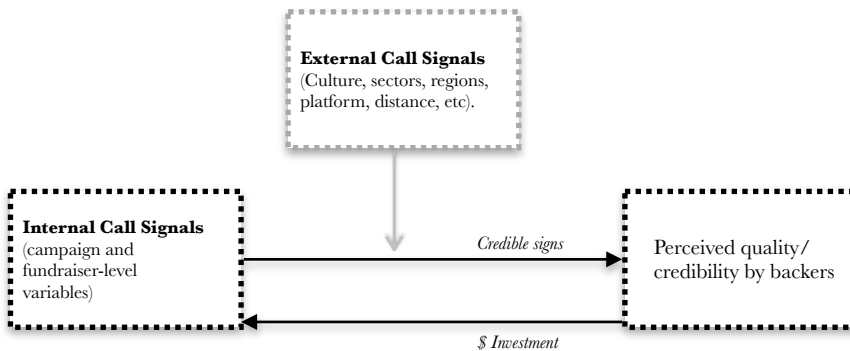 External Call Signals
(Culture, sectors, regions,
platform, distance, etc).
Internal Call Signals
(campaign and
fundraiser-level
variables)
Credible signs
Perceived quality/
credibility by backers
$ Investment